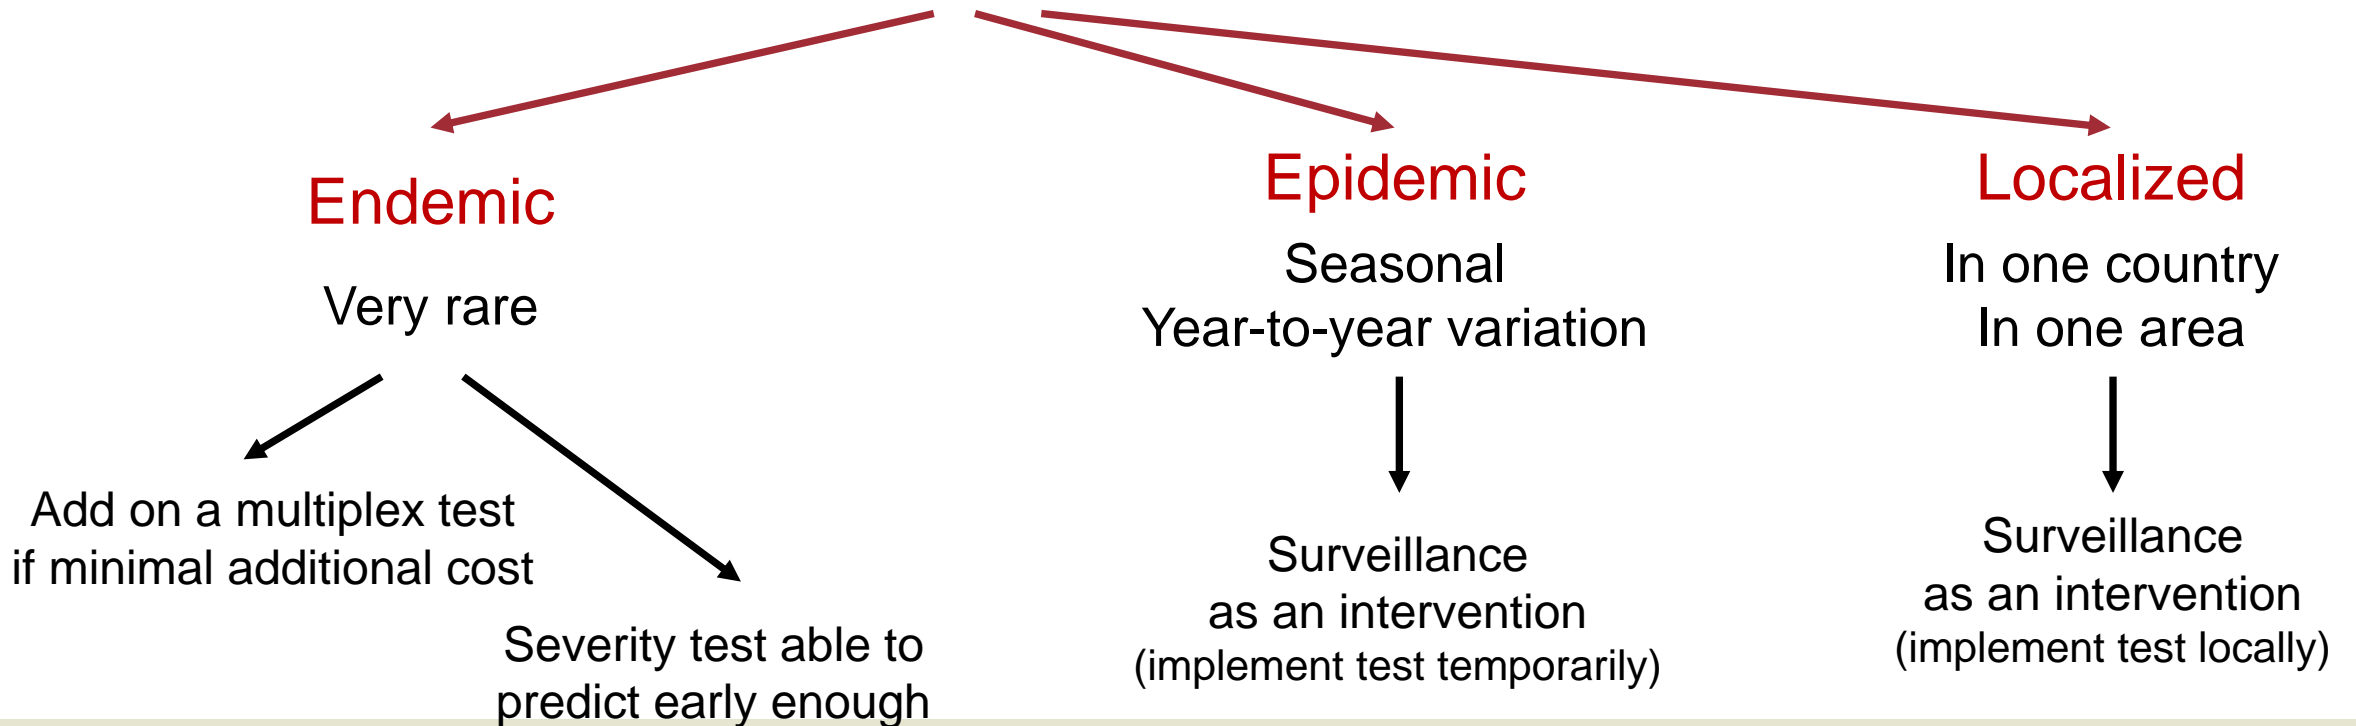 Endemic
Very rare
Add on a multiplex test
if minimal additional cost
Severity test able to
predict early enough
Epidemic
Seasonal
Year-to-year variation
Surveillance
as an intervention
(implement test temporarily)
Localized
In one country
In one area
Surveillance
as an intervention
(implement test locally)